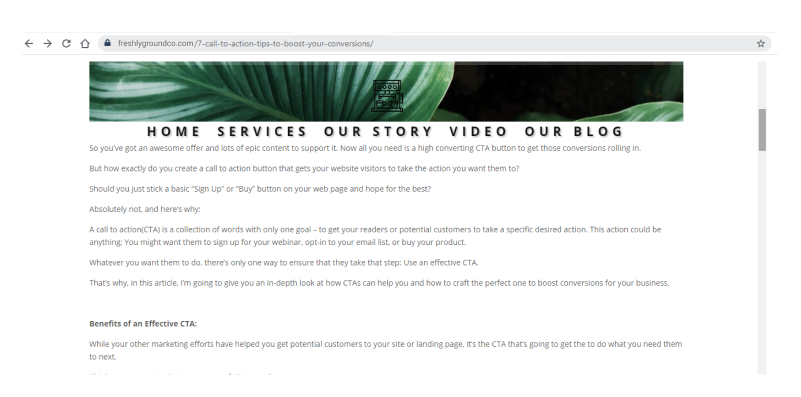 freshlygroundco.com/7-call-to-action-tips-to-boost-your-conversions/
HOME SERVICES OUR STORY VIDEO OUR BLOG
So you've got an awesome offer and lots of epic content to support it. Now all you need is a high converting CTA button to get those conversions rolling in.
But how exactly do you create a call to action button that gets your website visitors to take the action you want them to?
Should you just stick a basic "Sign Up" or "Buy" button on your web page and hope for the best?
Absolutely not, and here's why:
A call to action(CTA) is a collection of words with only one goal – to get your readers or potential customers to take a specific desired action. This action could be
anything; You might want them to sign up for your webinar, opt-in to your email list, or buy your product.
Whatever you want them to do, there's only one way to ensure that they take that step: Use an effective CTA.
That's why, in this article, I'm going to give you an in-depth look at how CTAs can help you and how to craft the perfect one to boost conversions for your business.
Benefits of an Effective CTA:
While your other marketing efforts have helped you get potential customers to your site or landing page, it's the CTA that's going to get the to do what you need them
to next.